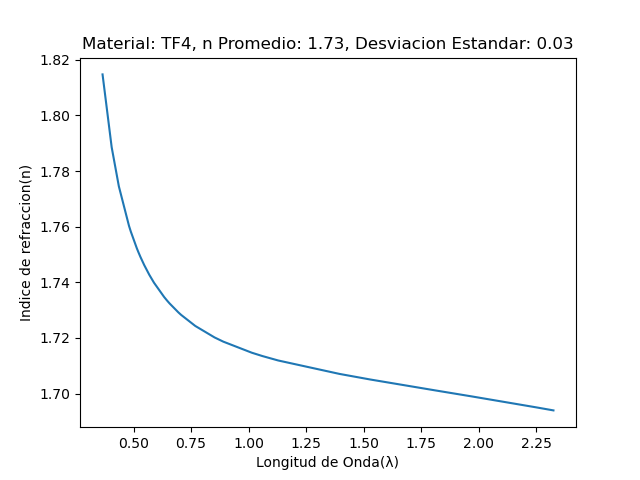 Material: TF4, n Promedio: 1.73, Desviacion Estandar: 0.03
1.82
1.80
1.78
1.76
1.74
1.72
1.70
Indice de refraccion(n)
0.50 0.75 1.00 1.25 1.50 1.75 2.00 2.25
Longitud de Onda(λ)